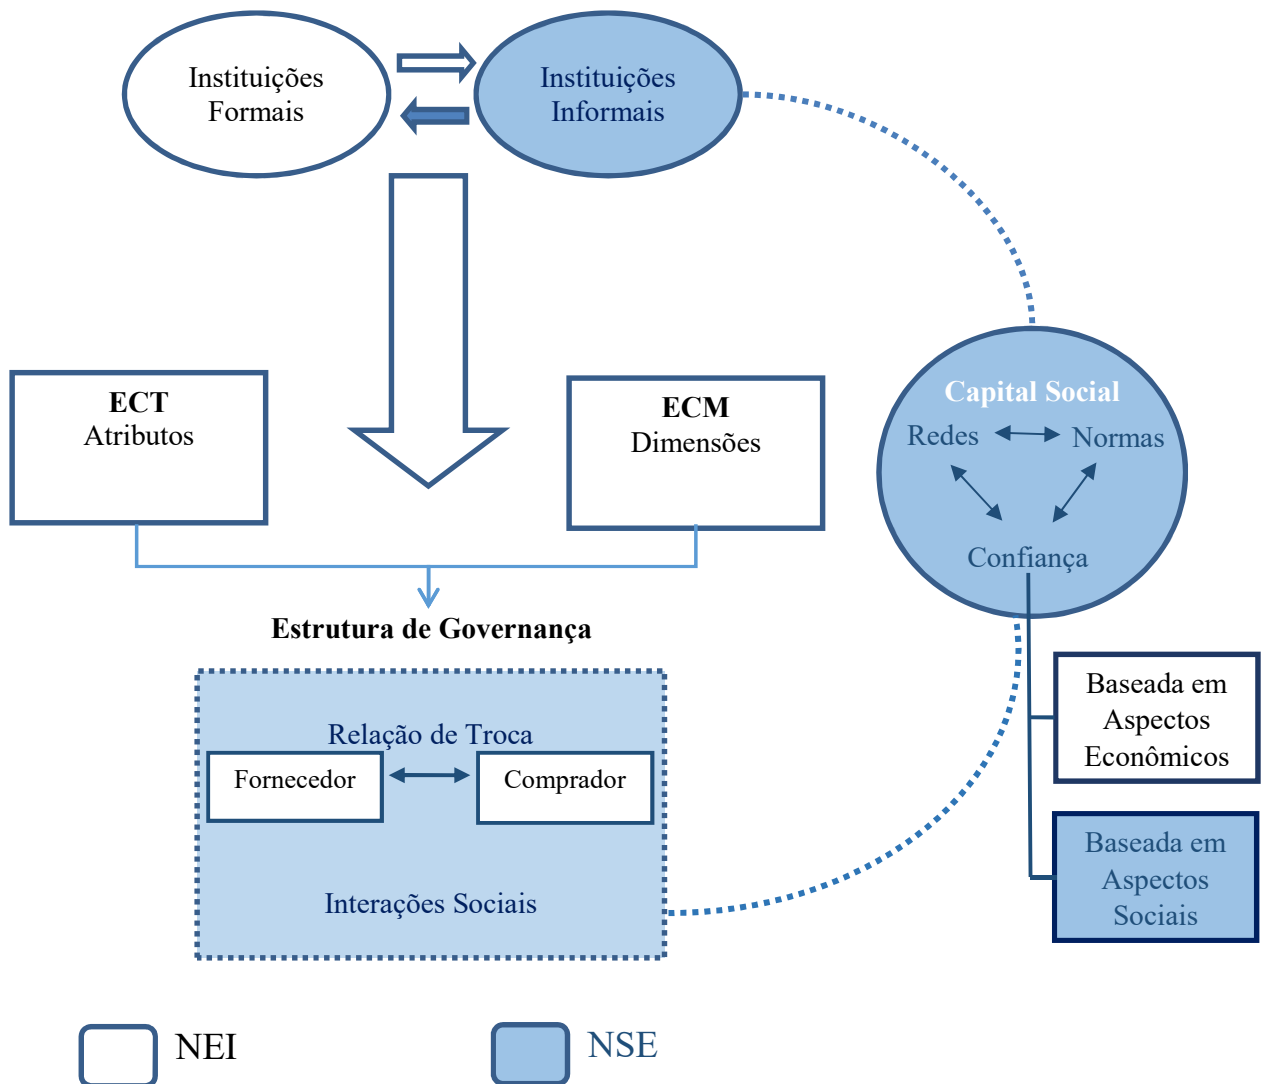 Instituições
Formais
Instituições
Informais
ECT
Atributos
ECM
Dimensões
Capital Social
Redes
Normas
Confiança
Estrutura de Governança
Relação de Troca
Fornecedor
Comprador
Interações Sociais
Baseada em
Aspectos
Econômicos
Baseada em
Aspectos
Sociais
NEI
NSE